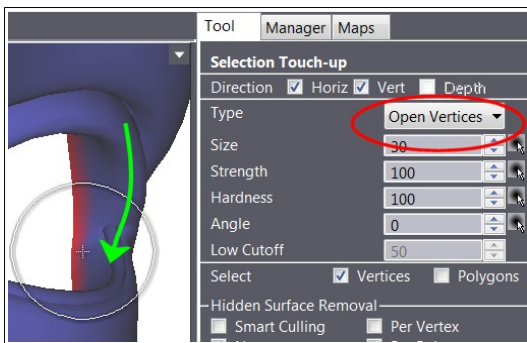 Tool Manager Maps
Selection Touch-up
Direction Horiz Vert Depth
Type Open Vertices
Size 30
Strength 100
Hardness 100
Angle 0
Low Cutoff 50
Select Vertices Polygons
Hidden Surface Removal
Smart Culling Per Vertex